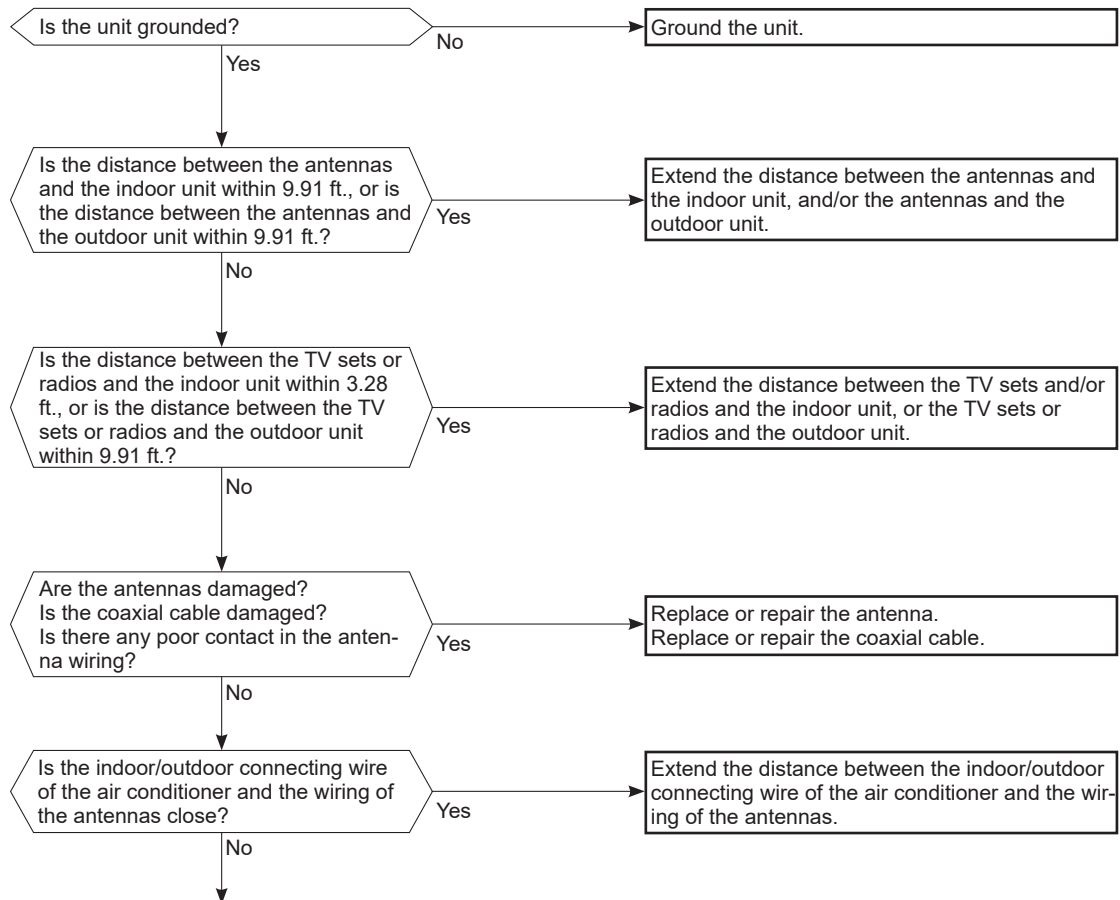 Is the unit grounded?
No
Ground the unit.
Yes
Is the distance between the antennas
and the indoor unit within 9.91 ft., or is
the distance between the antennas and
the outdoor unit within 9.91 ft.?
Yes
Extend the distance between the antennas and
the indoor unit, and/or the antennas and the
outdoor unit.
No
Is the distance between the TV sets or
radios and the indoor unit within 3.28
ft., or is the distance between the TV
sets or radios and the outdoor unit
within 9.91 ft.?
Yes
Extend the distance between the TV sets and/or
radios and the indoor unit, or the TV sets or
radios and the outdoor unit.
No
Are the antennas damaged?
Is the coaxial cable damaged?
Is there any poor contact in the anten-
na wiring?
Yes
Replace or repair the antenna.
Replace or repair the coaxial cable.
No
Is the indoor/outdoor connecting wire
of the air conditioner and the wiring of
the antennas close?
Yes
Extend the distance between the indoor/outdoor
connecting wire of the air conditioner and the wir-
ing of the antennas.
No